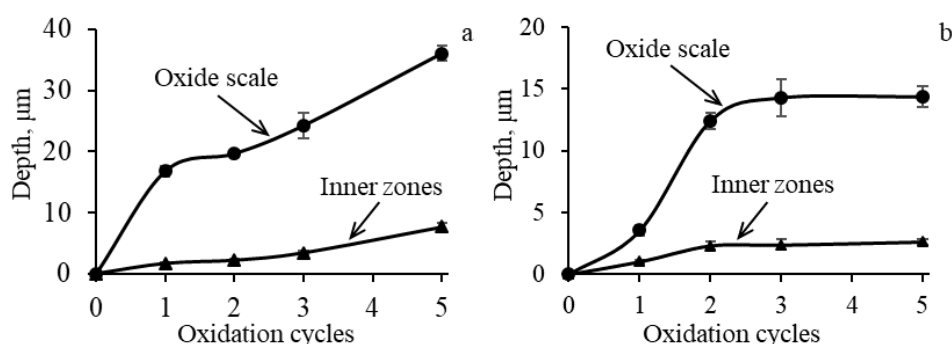 a
Depth, μm
40
30
20
10
0
Oxide scale
Inner zones
0 1 2 3 4 5
Oxidation cycles
b
Depth, μm
20
15
10
5
0
Oxide scale
Inner zones
0 1 2 3 4 5
Oxidation cycles